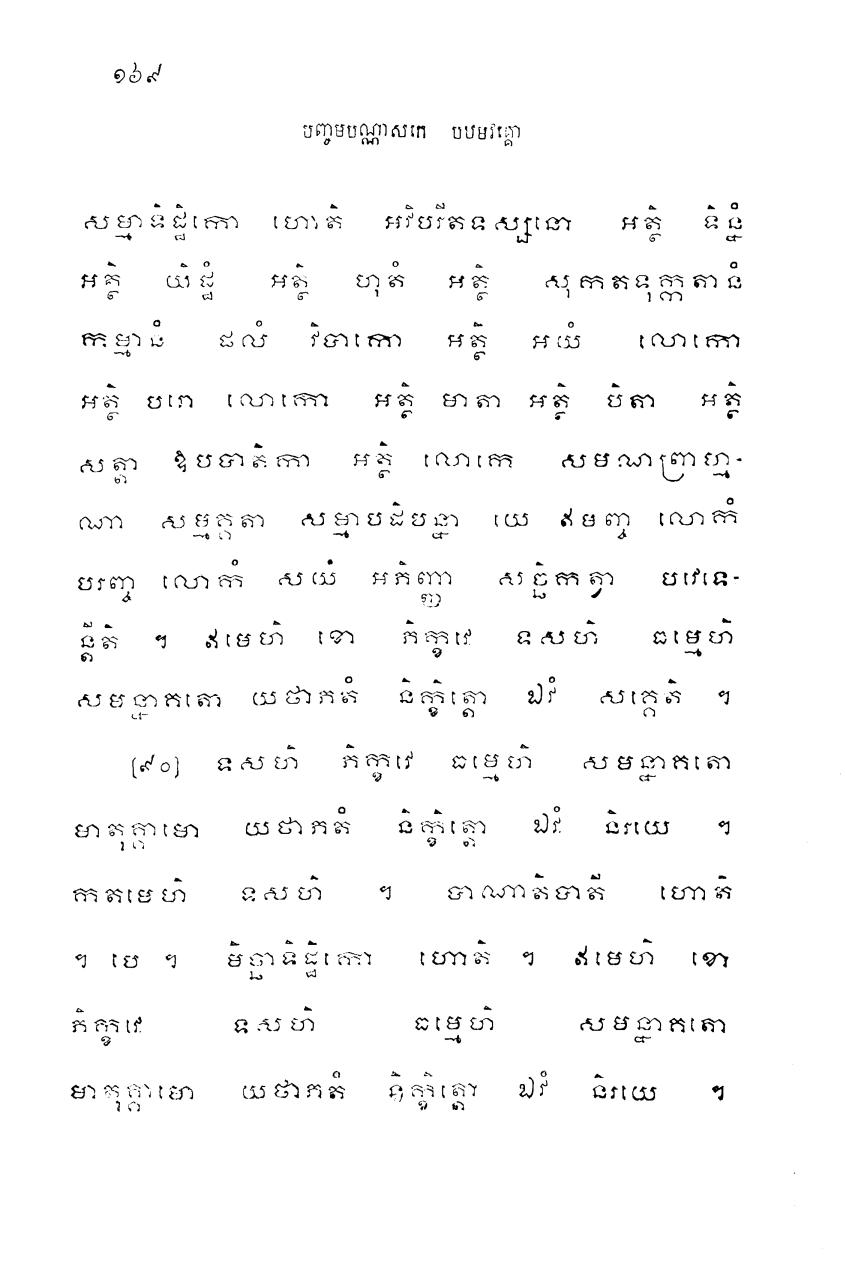 ១៦៩
បញ្ចមបណ្ណាសកេ បឋមវគ្គោ
សម្មាទិដ្ឋិកោ ហោតិ អវិបរីតទស្សនោ អត្ថិ ទិន្នំ
អត្ថិ យិដ្ឋំ អត្ថិ ហុតំ អត្ថិ សុកតទុក្កតានំ
កម្មានំ ផលំ វិបាកោ អត្ថិ អយំ លោកោ
អត្ថិ បរោ លោកោ អត្ថិ មាតា អត្ថិ បិតា អត្ថិ
សត្តា ឱបបាតិកា អត្ថិ លោកេ សមណព្រាហ្ម-
ណា សម្មគ្គតា សម្មាបដិបន្នា យេ ឥមញ្ច លោកំ
បរញ្ច លោកំ សយំ អភិញ្ញា សច្ឆិកត្វា បវេទេ-
ន្តីតិ ។ ឥមេហិ ខោ ភិក្ខវេ ទសហិ ធម្មេហិ
សមន្នាគតោ យថាភតំ និក្ខិត្តោ ឯវំ សគ្គេតិ ។
[៩០] ទសហិ ភិក្ខវេ ធម្មេហិ សមន្នាគតោ
មាតុគ្គាមោ យថាភតំ និក្ខិត្តោ ឯវំ និរយេ ។
កតមេហិ ទសហិ ។ បាណាតិបាតី ហោតិ
។ បេ ។ មិច្ឆាទិដ្ឋិកោ ហោតិ ។ ឥមេហិ ខោ
ភិក្ខវេ ទសហិ ធម្មេហិ សមន្នាគតោ
មាតុគ្គាមោ យថាភតំ និក្ខិត្តោ ឯវំ និរយេ ។